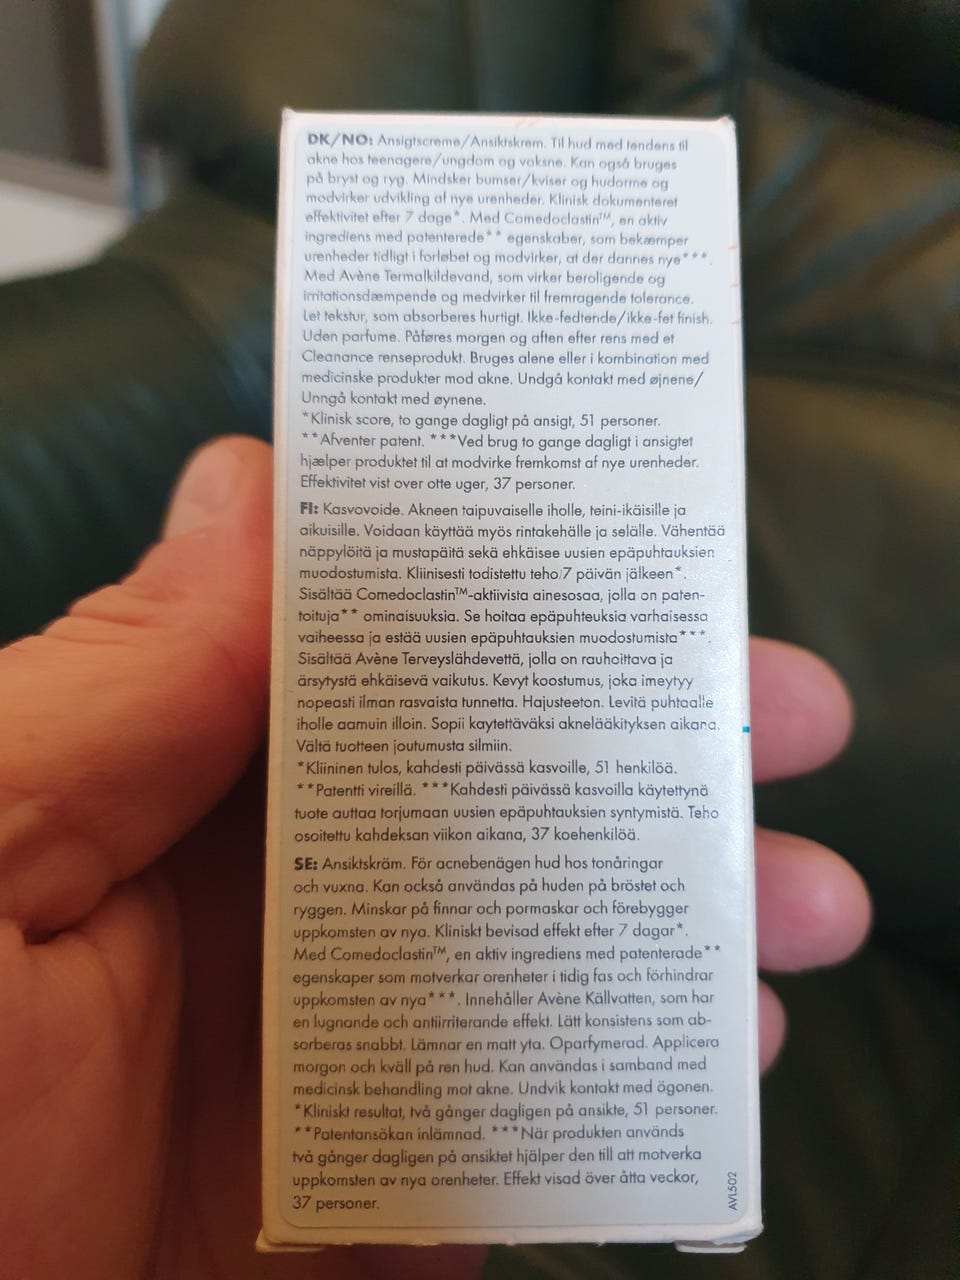 DK/NO: Ansigtscreme/Ansiktskrem. Til hud med tendens til
akne hos teenagere/ungdom og voksne. Kan også bruges
på bryst og ryg. Mindsker bumser/kviser og hudorme og
modvirker udvikling af nye urenheder. Klinisk dokumenteret
effektivitet efter 7 dage*. Med Comedoclastin™, en aktiv
ingrediens med patenterede** egenskaber, som bekæmper
urenheder tidligt i forløbet og modvirker, at der dannes nye***.
Med Avène Termalkildevand, som virker beroligende og
irritationsdæmpende og medvirker til fremragende tolerance.
Let tekstur, som absorberes hurtigt. Ikke-fedtende/ikke-fet finish.
Uden parfume. Påføres morgen og aften efter rens med et
Cleanance renseprodukt. Bruges alene eller i kombination med
medicinske produkter mod akne. Undgå kontakt med øjnene/
Unngå kontakt med øynene.
*Klinisk score, to gange dagligt på ansigt, 51 personer.
**Afventer patent. ***Ved brug to gange dagligt i ansigtet
hjælper produktet til at modvirke fremkomst af nye urenheder.
Effektivitet vist over otte uger, 37 personer.
FI: Kasvovoide. Akneen taipuvaiselle iholle, teini-ikäisille ja
aikuisille. Voidaan käyttää myös rintakehälle ja selälle. Vähentää
näppylöitä ja mustapäitä sekä ehkäisee uusien epäpuhtauksien
muodostumista. Kliinisesti todistettu teho 7 päivän jälkeen*.
Sisältää Comedoclastin™-aktiivista ainesosaa, jolla on paten-
toituja** ominaisuuksia. Se hoitaa epäpuhteuksia varhaisessa
vaiheessa ja estää uusien epäpuhtauksien muodostumista***.
Sisältää Avène Terveyslähdevettä, jolla on rauhoittava ja
ärsytystä ehkäisevä vaikutus. Kevyt koostumus, joka imeytyy
nopeasti ilman rasvaista tunnetta. Hajusteeton. Levitä puhtaalle
iholle aamuin illoin. Sopii kaytettäväksi aknelääkityksen aikana.
Vältä tuotteen joutumusta silmiin.
*Kliininen tulos, kahdesti päivässä kasvoille, 51 henkilöä.
**Patentti vireillä. ***Kahdesti päivässä kasvoilla käytettynä
tuote auttaa torjumaan uusien epäpuhtauksien syntymistä. Teho
osoitettu kahdeksan viikon aikana, 37 koehenkilöä.
SE: Ansiktskräm. För acnebenägen hud hos tonåringar
och vuxna. Kan också användas på huden på bröstet och
ryggen. Minskar på finnar och pormaskar och förebygger
uppkomsten av nya. Kliniskt bevisad effekt efter 7 dagar*.
Med Comedoclastin™, en aktiv ingrediens med patenterade**
egenskaper som motverkar orenheter i tidig fas och förhindrar
uppkomsten av nya***. Innehåller Avène Källvatten, som har
en lugnande och antiirriterande effekt. Lätt konsistens som ab-
sorberas snabbt. Lämnar en matt yta. Oparfymerad. Applicera
morgon och kväll på ren hud. Kan användas i samband med
medicinsk behandling mot akne. Undvik kontakt med ögonen.
*Kliniskt resultat, två gånger dagligen på ansikte, 51 personer.
**Patentansökan inlämnad. ***När produkten används
två gånger dagligen på ansiktet hjälper den till att motverka
uppkomsten av nya orenheter. Effekt visad över åtta veckor,
37 personer.
AVL502